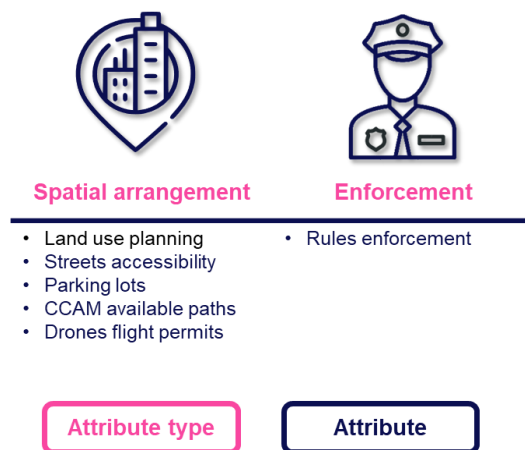 Spatial arrangement
Enforcement
• Land use planning
• Streets accessibility
• Parking lots
• CCAM available paths
• Drones flight permits
• Rules enforcement
Attribute type
Attribute